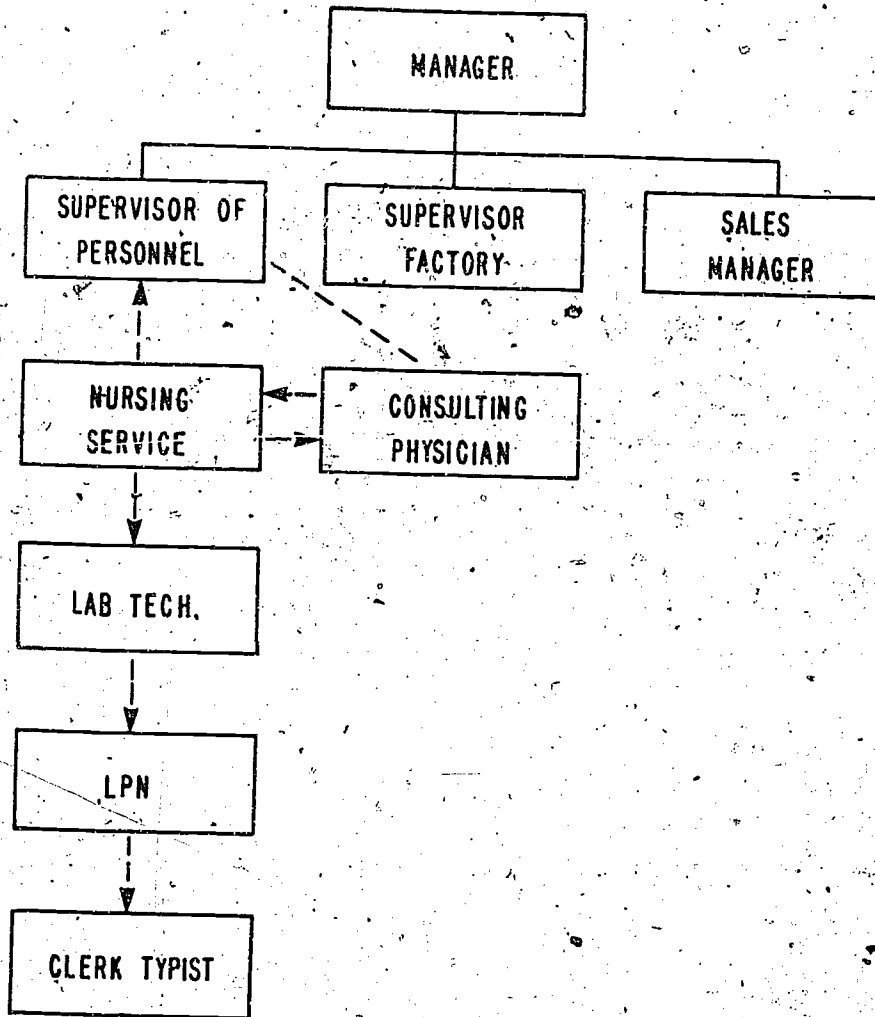 MANAGER
SUPERVISOR OF
PERSONNEL
SUPERVISOR
FACTORY
SALES
MANAGER
NURSING
SERVICE
CONSULTING
PHYSICIAN
LAB TECH.
LPN
CLERK TYPIST